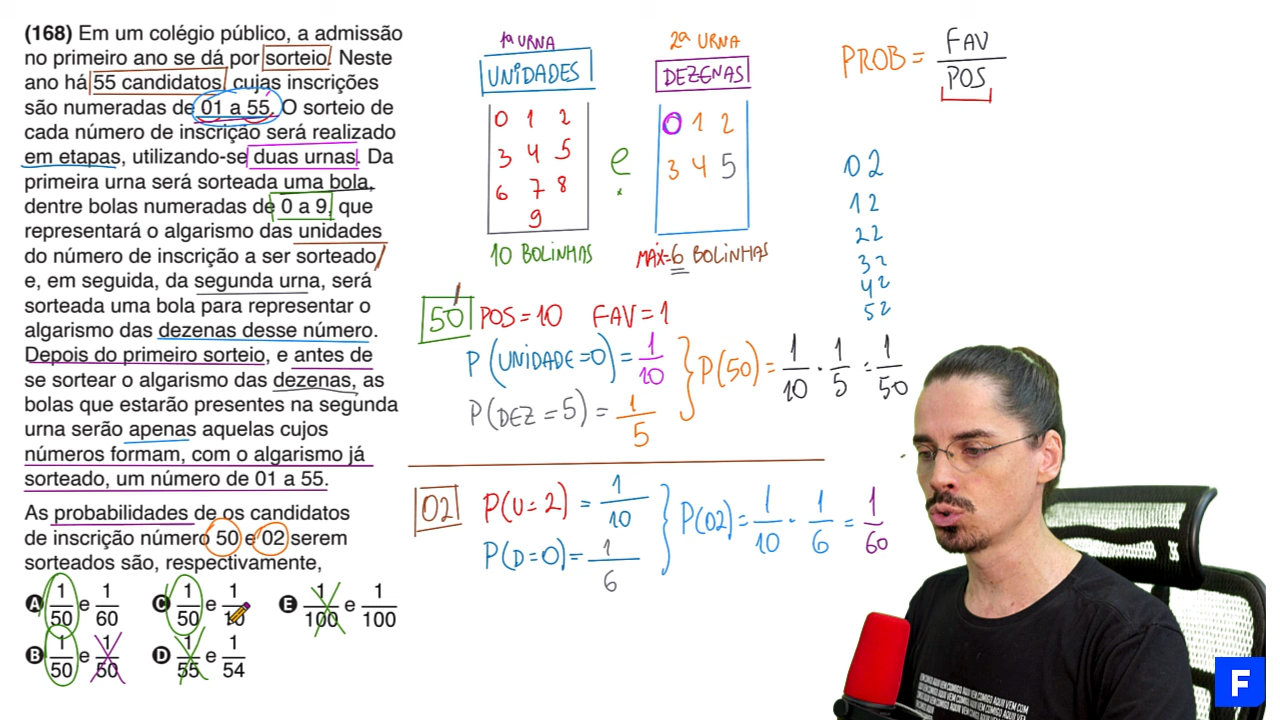 (168) Em um colégio público, a admissão
no primeiro ano se dá por sorteio. Neste
ano há 55 candidatos, cujas inscrições
são numeradas de 01 a 55. O sorteio de
cada número de inscrição será realizado
em etapas, utilizando-se duas urnas. Da
primeira urna será sorteada uma bola,
dentre bolas numeradas de 0 a 9, que
representará o algarismo das unidades
do número de inscrição a ser sorteado
e, em seguida, da segunda urna, será
sorteada uma bola para representar o
algarismo das dezenas desse número.
Depois do primeiro sorteio, e antes de
se sortear o algarismo das dezenas, as
bolas que estarão presentes na segunda
urna serão apenas aquelas cujos
números formam, com o algarismo já
sorteado, um número de 01 a 55.
As probabilidades de os candidatos
de inscrição número 50 e 02 serem
sorteados são, respectivamente,
A 1/50 e 1/60
B 1/50 e 1/50
C 1/50 e 1/10
D 1/55 e 1/54
E 1/100 e 1/100
1ª URNA
UNIDADES
0 1 2
3 4 5
6 7 8
9
10 BOLINHAS
e
2ª URNA
DEZENAS
0 1 2
3 4 5
MÁX=6 BOLINHAS
PROB = FAV/POS
02
12
22
32
42
52
50 POS=10 FAV=1
P(UNIDADE=0) = 1/10
P(DEZ=5) = 1/5
P(50) = 1/10 · 1/5 = 1/50
02 P(U=2) = 1/10
P(D=0) = 1/6
P(02) = 1/10 · 1/6 = 1/60
F